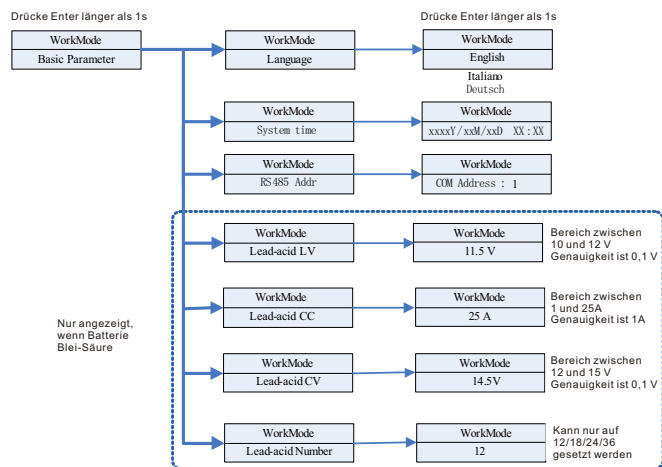 Drücke Enter länger als 1s
Drücke Enter länger als 1s
WorkMode
Basic Parameter
WorkMode
Language
WorkMode
English
Italiano
Deutsch
WorkMode
System time
WorkMode
xxxxY/xxM/xxD XX:XX
WorkMode
RS485 Addr
WorkMode
COM Address : 1
Nur angezeigt,
wenn Batterie
Blei-Säure
WorkMode
Lead-acid LV
WorkMode
11.5 V
Bereich zwischen
10 und 12 V
Genauigkeit ist 0,1 V
WorkMode
Lead-acid CC
WorkMode
25 A
Bereich zwischen
1 und 25A
Genauigkeit ist 1A
WorkMode
Lead-acid CV
WorkMode
14.5V
Bereich zwischen
12 und 15 V
Genauigkeit ist 0,1 V
WorkMode
Lead-acid Number
WorkMode
12
Kann nur auf
12/18/24/36
gesetzt werden